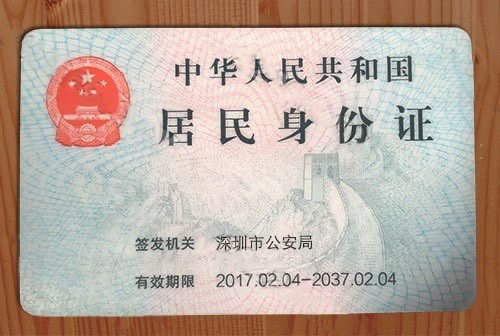 中华人民共和国
居民身份证
签发机关 深圳市公安局
有效期限 2017.02.04-2037.02.04